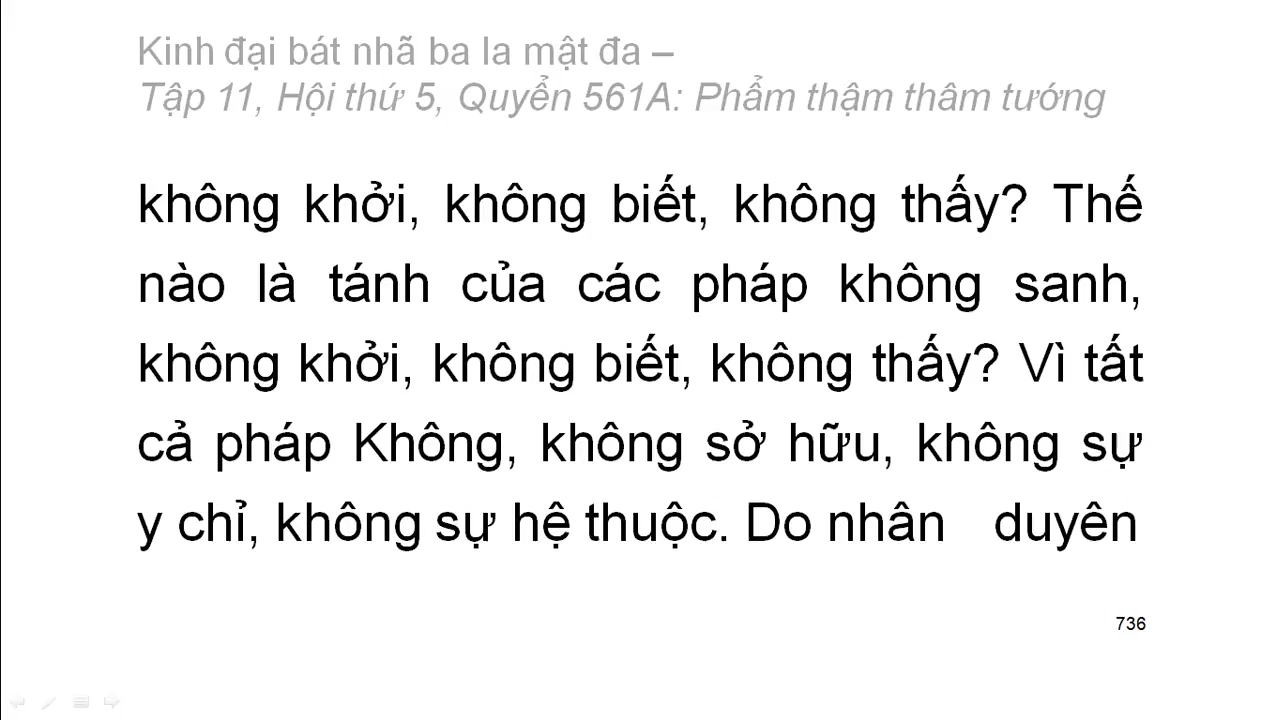 Kinh đại bát nhã ba la mật đa –
Tập 11, Hội thứ 5, Quyển 561A: Phẩm thậm thâm tướng
không khởi, không biết, không thấy? Thế
nào là tánh của các pháp không sanh,
không khởi, không biết, không thấy? Vì tất
cả pháp Không, không sở hữu, không sự
y chỉ, không sự hệ thuộc. Do nhân duyên
736